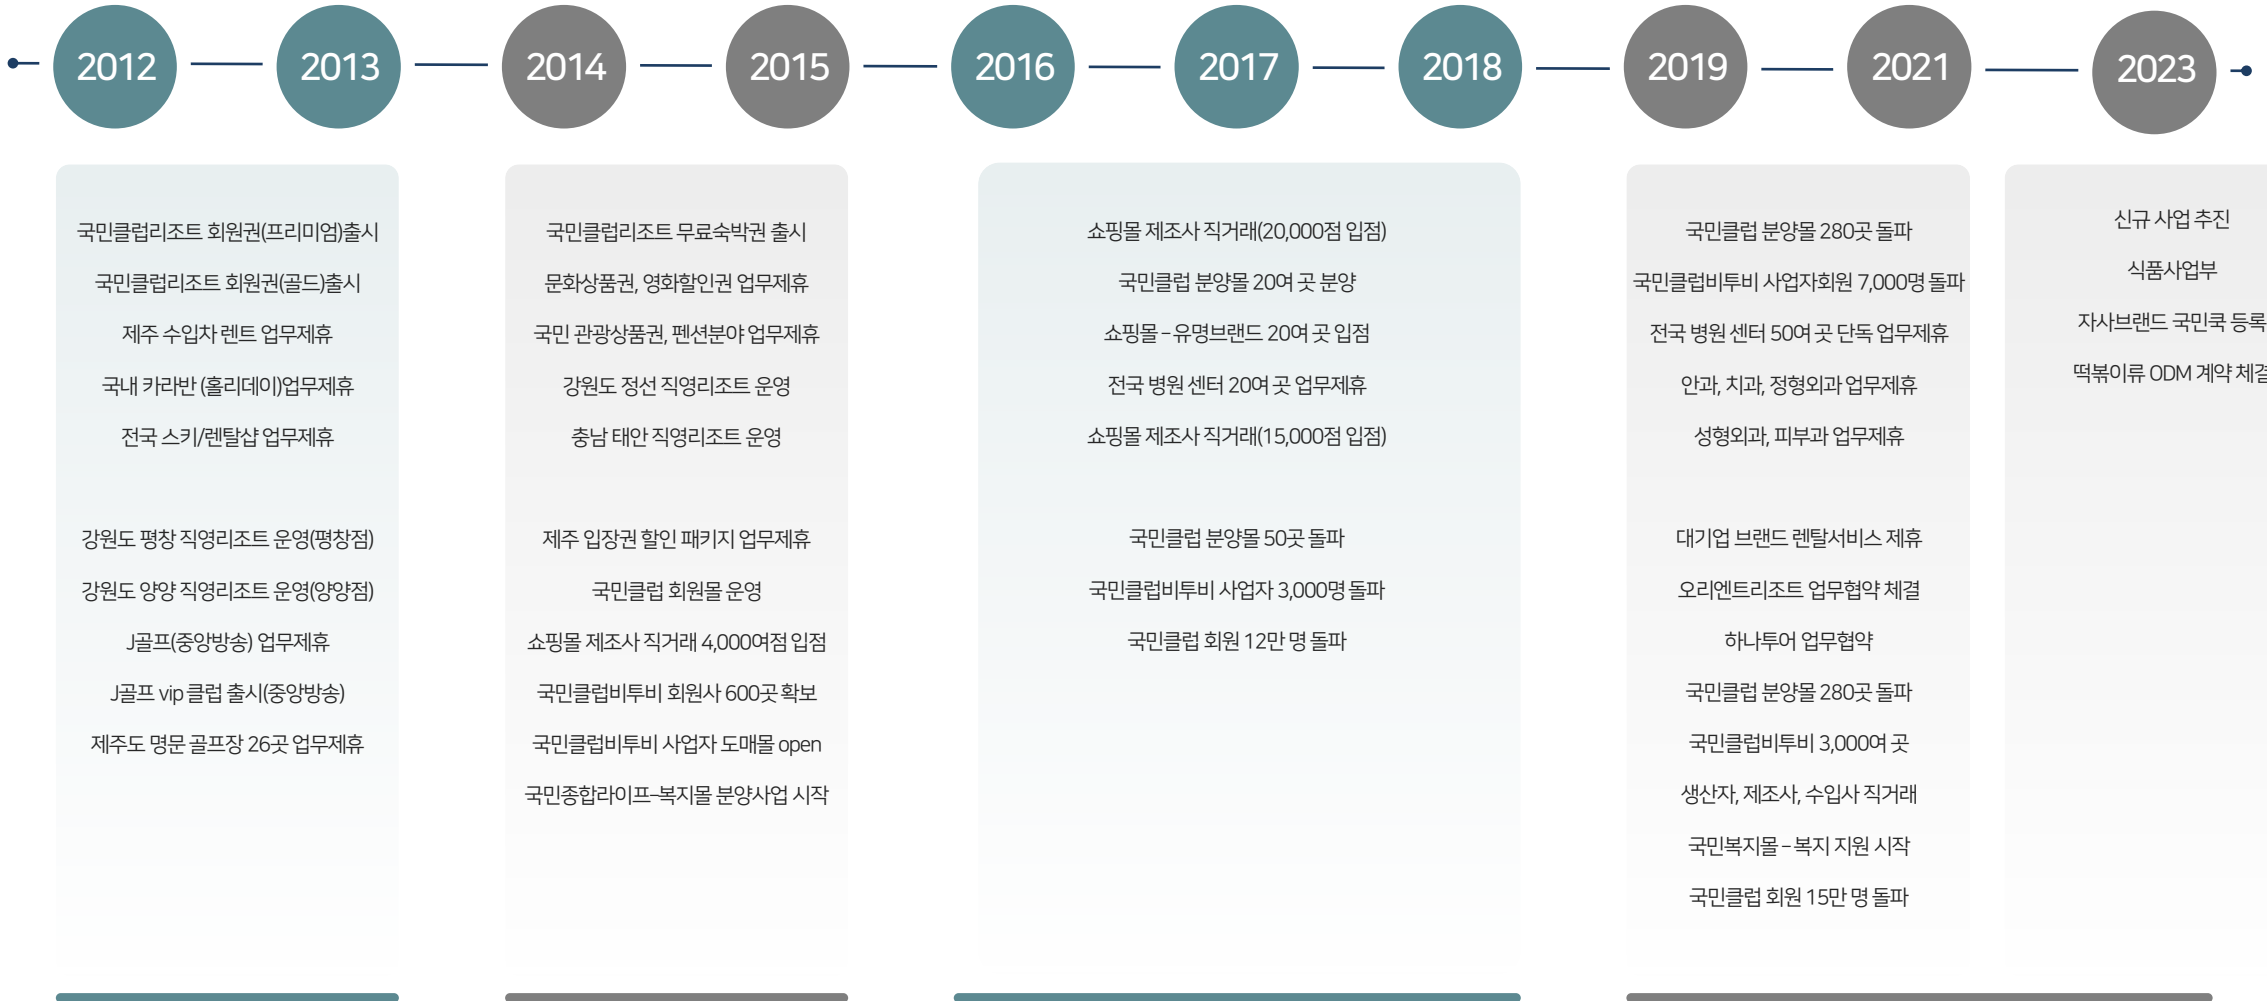 2012
2013
2014
2015
2016
2017
2018
2019
2021
2023
국민클럽리조트 회원권(프리미엄)출시
국민클럽리조트 회원권(골드)출시
제주 수입차 렌트 업무제휴
국내 카라반 (홀리데이)업무제휴
전국 스키/렌탈샵 업무제휴
강원도 평창 직영리조트 운영(평창점)
강원도 양양 직영리조트 운영(양양점)
J골프(중앙방송) 업무제휴
J골프 vip 클럽 출시(중앙방송)
제주도 명문 골프장 26곳 업무제휴
국민클럽리조트 무료숙박권 출시
문화상품권, 영화할인권 업무제휴
국민 관광상품권, 펜션분야 업무제휴
강원도 정선 직영리조트 운영
충남 태안 직영리조트 운영
제주 입장권 할인 패키지 업무제휴
국민클럽 회원몰 운영
쇼핑몰 제조사 직거래 4,000여점 입점
국민클럽비투비 회원사 600곳 확보
국민클럽비투비 사업자 도매몰 open
국민종합라이프-복지몰 분양사업 시작
쇼핑몰 제조사 직거래(20,000점 입점)
국민클럽 분양몰 20여 곳 분양
쇼핑몰 – 유명브랜드 20여 곳 입점
전국 병원 센터 20여 곳 업무제휴
쇼핑몰 제조사 직거래(15,000점 입점)
국민클럽 분양몰 50곳 돌파
국민클럽비투비 사업자 3,000명 돌파
국민클럽 회원 12만 명 돌파
국민클럽 분양몰 280곳 돌파
국민클럽비투비 사업자회원 7,000명 돌파
전국 병원 센터 50여 곳 단독 업무제휴
안과, 치과, 정형외과 업무제휴
성형외과, 피부과 업무제휴
대기업 브랜드 렌탈서비스 제휴
오리엔트리조트 업무협약 체결
하나투어 업무협약
국민클럽 분양몰 280곳 돌파
국민클럽비투비 3,000여 곳
생산자, 제조사, 수입사 직거래
국민복지몰 – 복지 지원 시작
국민클럽 회원 15만 명 돌파
신규 사업 추진
식품사업부
자사브랜드 국민쿡 등록
떡볶이류 ODM 계약 체결